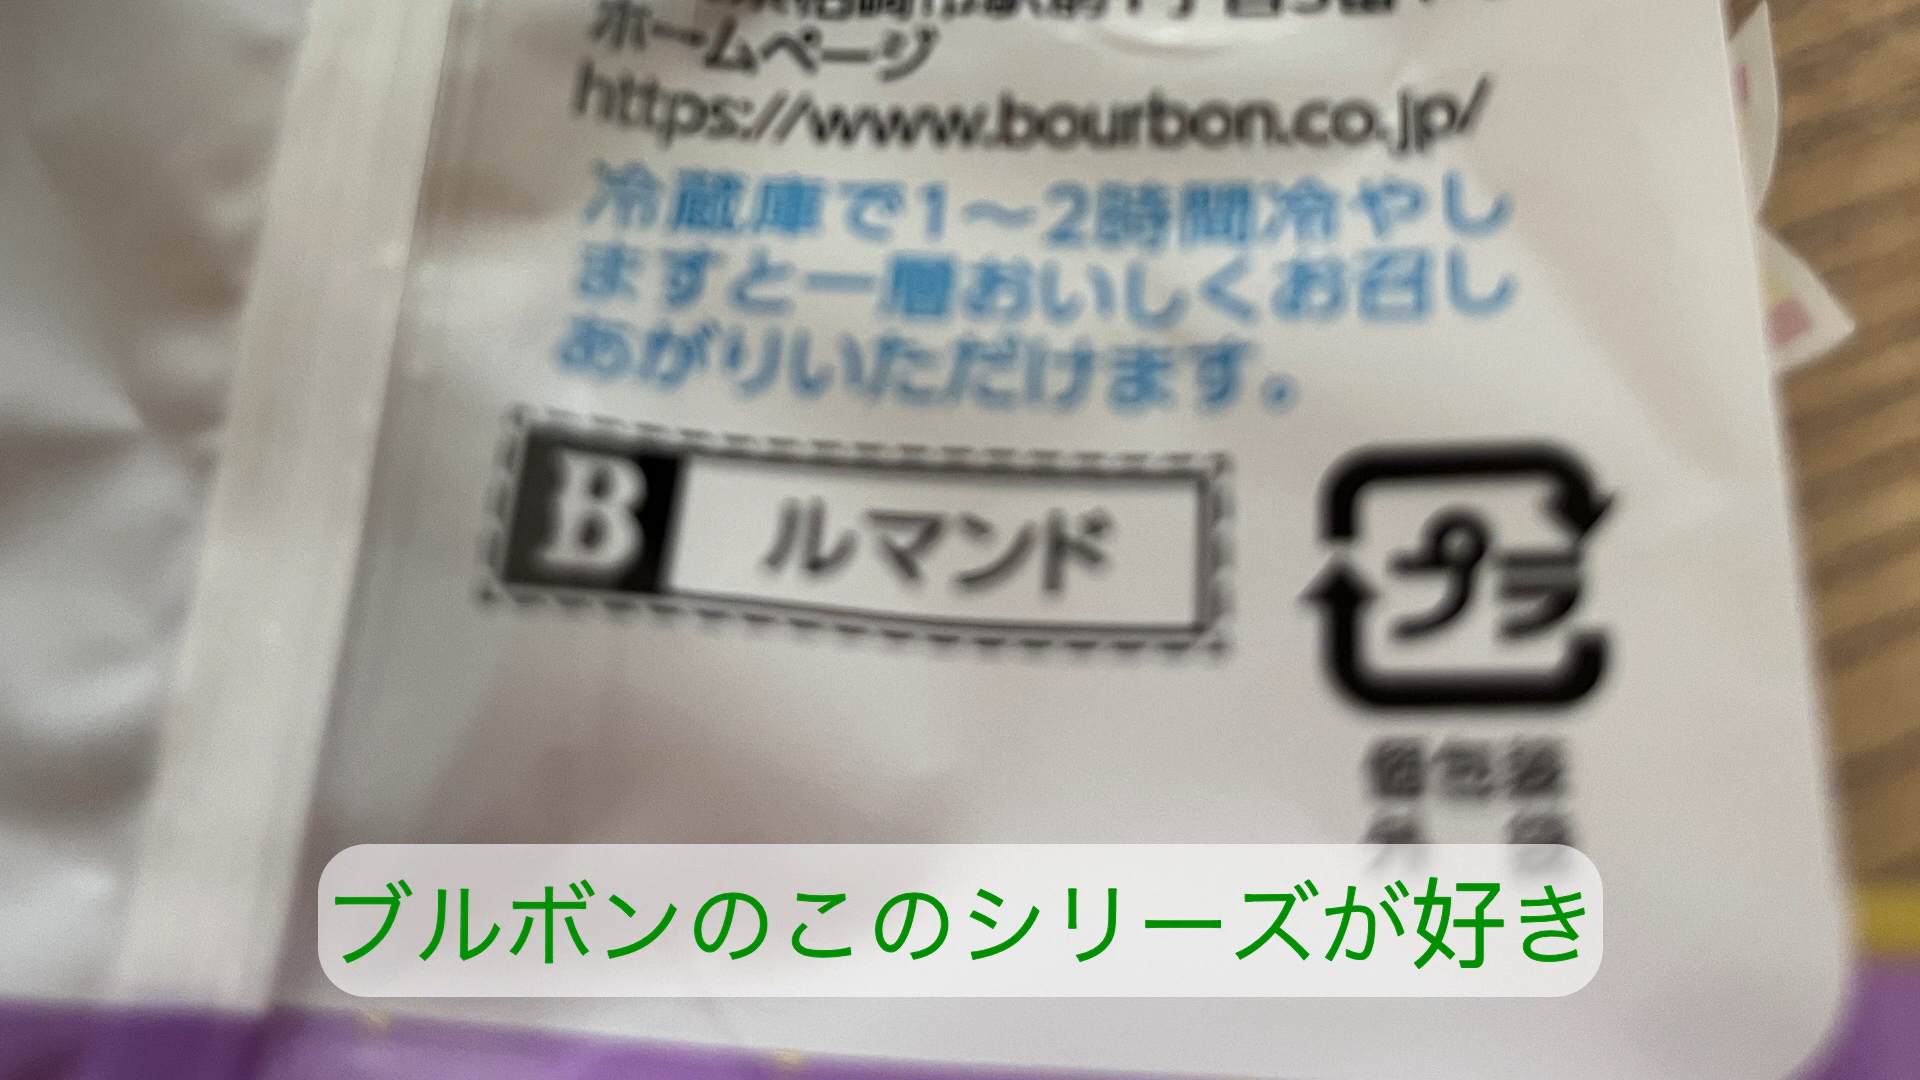 ホームページ
https://www.bourbon.co.jp/
冷蔵庫で1〜2時間冷やし
ますと一層おいしくお召し
あがりいただけます。
B ルマンド
プラ
個包装
外 袋
ブルボンのこのシリーズが好き